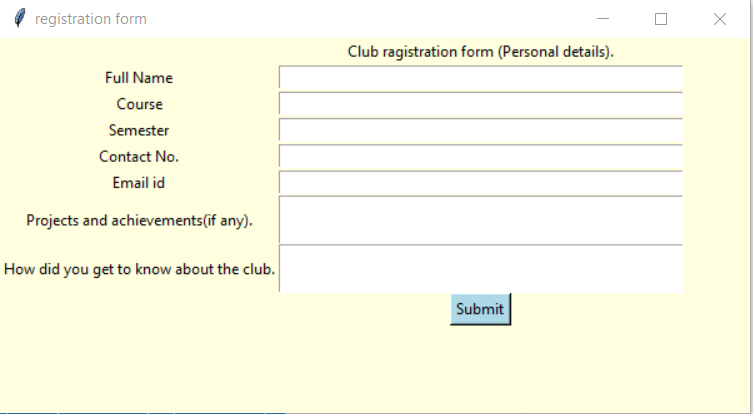 registration form
Club ragistration form (Personal details).
Full Name
Course
Semester
Contact No.
Email id
Projects and achievements(if any).
How did you get to know about the club.
Submit